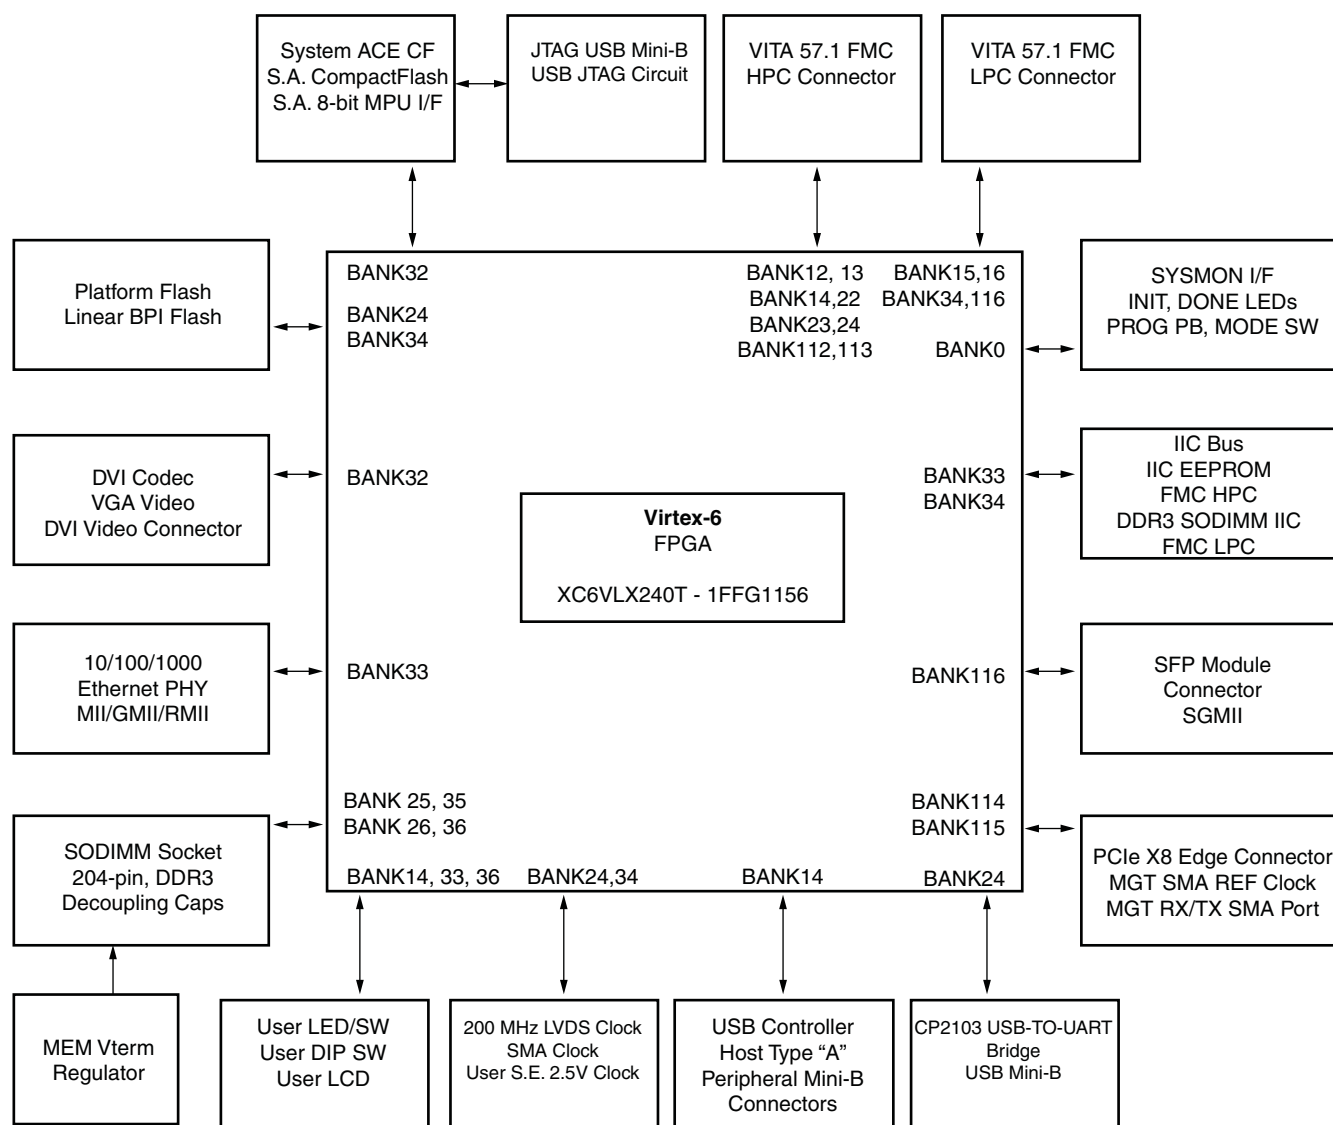 System ACE CF
S.A. CompactFlash
S.A. 8-bit MPU I/F
JTAG USB Mini-B
USB JTAG Circuit
VITA 57.1 FMC
HPC Connector
VITA 57.1 FMC
LPC Connector
Platform Flash
Linear BPI Flash
BANK32
BANK24
BANK34
BANK12, 13
BANK14,22
BANK23,24
BANK112,113
BANK15,16
BANK34,116
BANK0
SYSMON I/F
INIT, DONE LEDs
PROG PB, MODE SW
DVI Codec
VGA Video
DVI Video Connector
BANK32
Virtex-6
FPGA
XC6VLX240T - 1FFG1156
BANK33
BANK34
IIC Bus
IIC EEPROM
FMC HPC
DDR3 SODIMM IIC
FMC LPC
10/100/1000
Ethernet PHY
MII/GMII/RMII
BANK33
BANK116
SFP Module
Connector
SGMII
SODIMM Socket
204-pin, DDR3
Decoupling Caps
BANK 25, 35
BANK 26, 36
BANK114
BANK115
PCIe X8 Edge Connector
MGT SMA REF Clock
MGT RX/TX SMA Port
BANK14, 33, 36
BANK24,34
BANK14
BANK24
MEM Vterm
Regulator
User LED/SW
User DIP SW
User LCD
200 MHz LVDS Clock
SMA Clock
User S.E. 2.5V Clock
USB Controller
Host Type “A”
Peripheral Mini-B
Connectors
CP2103 USB-TO-UART
Bridge
USB Mini-B